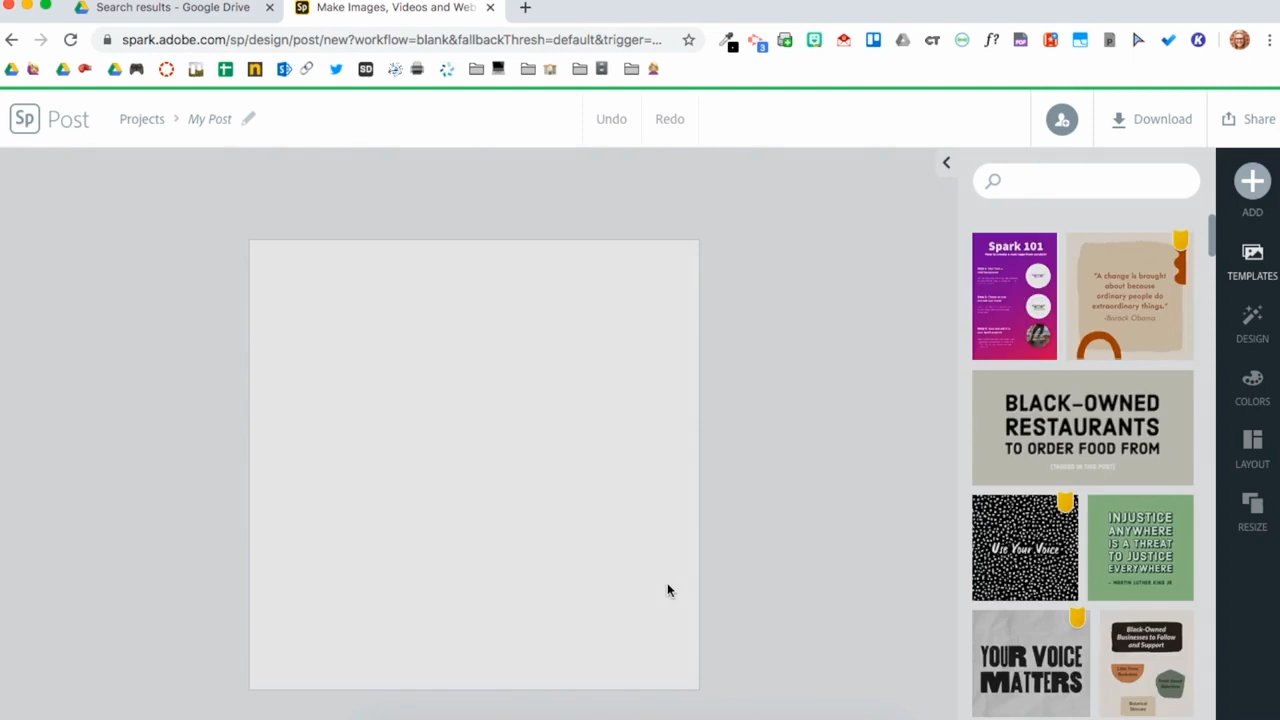 Search results - Google Drive
Make Images, Videos and Web
spark.adobe.com/sp/design/post/new?workflow=blank&fallbackThresh=default&trigger=...
Sp Post
Projects > My Post
Undo
Redo
Download
Share
ADD
TEMPLATES
DESIGN
COLORS
LAYOUT
RESIZE
Spark 101
"A change is brought
about because
ordinary people do
extraordinary things."
-Barack Obama
BLACK-OWNED
RESTAURANTS
TO ORDER FOOD FROM
[TAGGED IN THIS POST]
Use Your Voice
INJUSTICE
ANYWHERE
IS A THREAT
TO JUSTICE
EVERYWHERE
- MARTIN LUTHER KING JR
YOUR VOICE
MATTERS
Black-Owned
Businesses to Follow
and Support